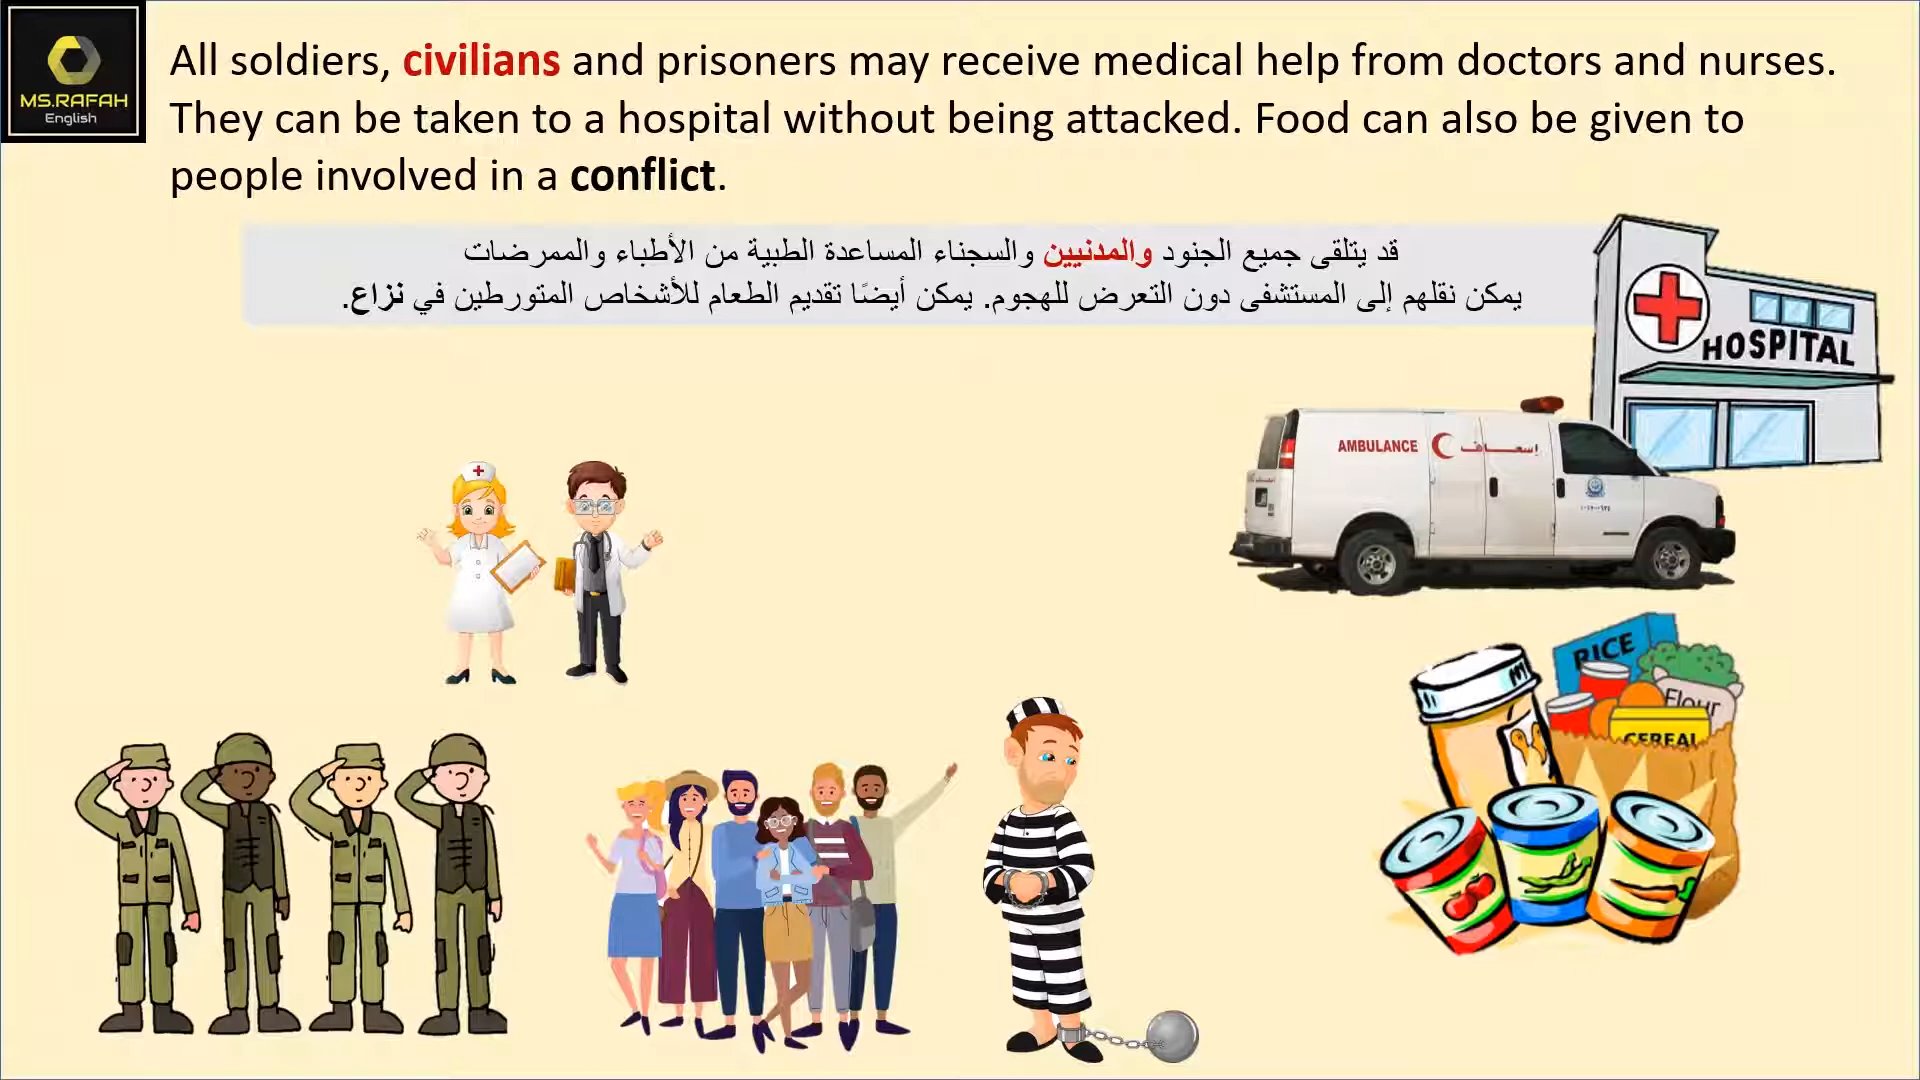 MS.RAFAH
English
All soldiers, civilians and prisoners may receive medical help from doctors and nurses.
They can be taken to a hospital without being attacked. Food can also be given to
people involved in a conflict.
قد يتلقى جميع الجنود والمدنيين والسجناء المساعدة الطبية من الأطباء والممرضات
يمكن نقلهم إلى المستشفى دون التعرض للهجوم. يمكن أيضًا تقديم الطعام للأشخاص المتورطين في نزاع.
HOSPITAL
AMBULANCE إسعاف
RICE
Flour
CEREAL